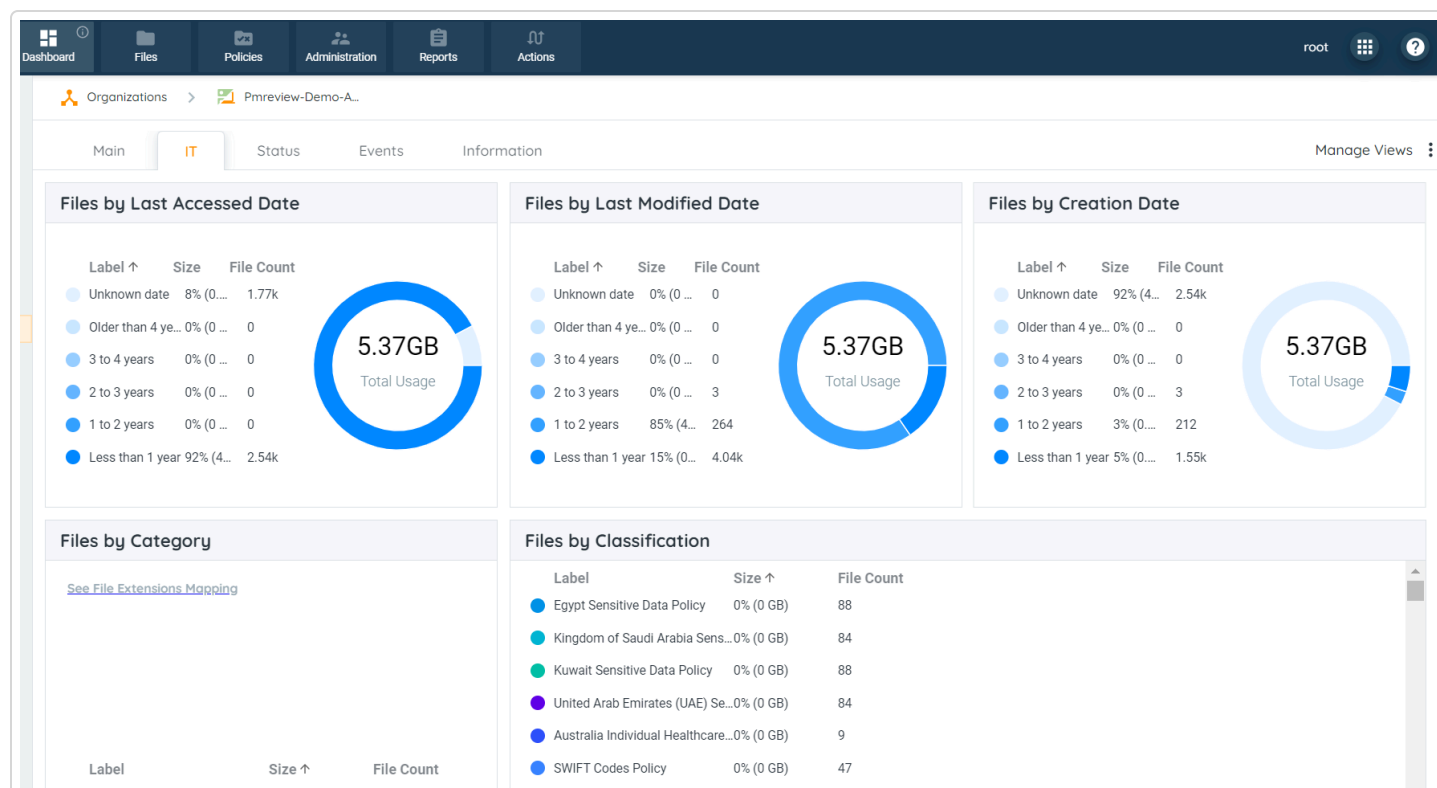 Dashboard Files Policies Administration Reports Actions root
Organizations > Pmreview-Demo-A...
Main IT Status Events Information Manage Views
Files by Last Accessed Date
Label ↑ Size File Count
Unknown date 8% (0.... 1.77k
Older than 4 ye... 0% (0 ... 0
3 to 4 years 0% (0 ... 0
2 to 3 years 0% (0 ... 0
1 to 2 years 0% (0 ... 0
Less than 1 year 92% (4... 2.54k
5.37GB
Total Usage
Files by Last Modified Date
Label ↑ Size File Count
Unknown date 0% (0 ... 0
Older than 4 ye... 0% (0 ... 0
3 to 4 years 0% (0 ... 0
2 to 3 years 0% (0 ... 3
1 to 2 years 85% (4... 264
Less than 1 year 15% (0... 4.04k
5.37GB
Total Usage
Files by Creation Date
Label ↑ Size File Count
Unknown date 92% (4... 2.54k
Older than 4 ye... 0% (0 ... 0
3 to 4 years 0% (0 ... 0
2 to 3 years 0% (0 ... 3
1 to 2 years 3% (0.... 212
Less than 1 year 5% (0.... 1.55k
5.37GB
Total Usage
Files by Category
See File Extensions Mapping
Label Size ↑ File Count
Files by Classification
Label Size ↑ File Count
Egypt Sensitive Data Policy 0% (0 GB) 88
Kingdom of Saudi Arabia Sens... 0% (0 GB) 84
Kuwait Sensitive Data Policy 0% (0 GB) 88
United Arab Emirates (UAE) Se... 0% (0 GB) 84
Australia Individual Healthcare... 0% (0 GB) 9
SWIFT Codes Policy 0% (0 GB) 47